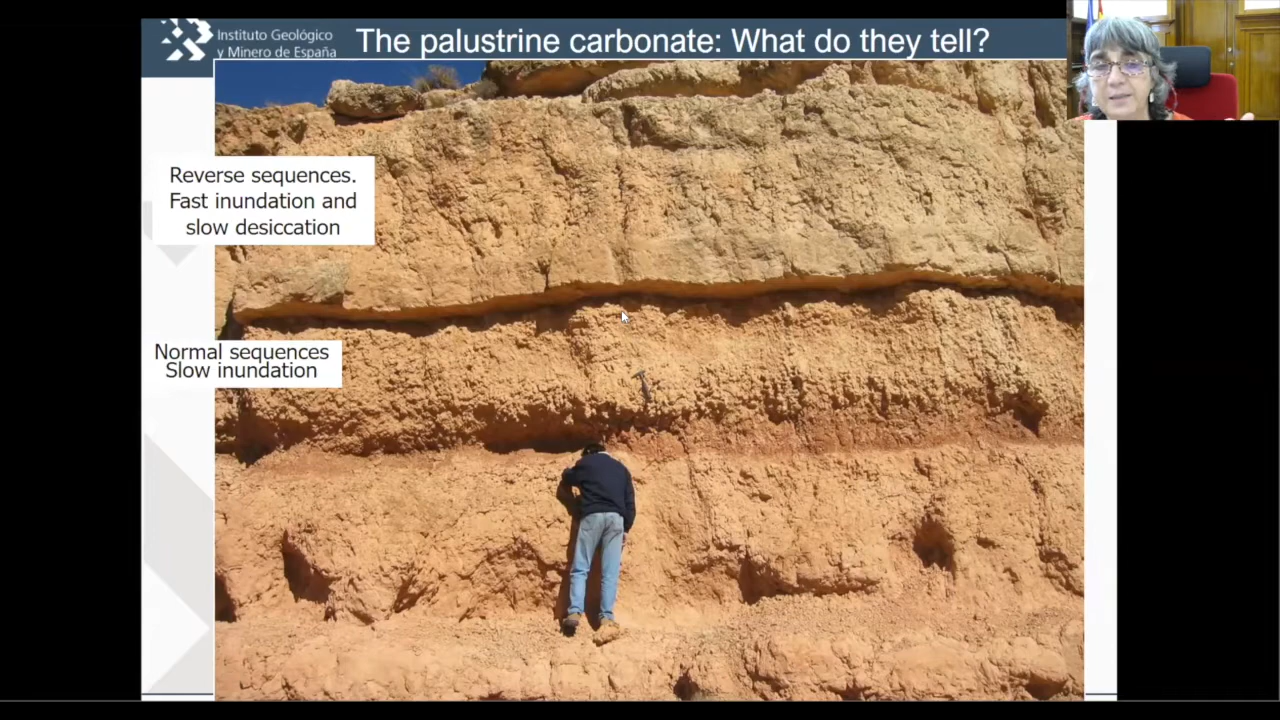 Instituto Geológico
y Minero de España
The palustrine carbonate: What do they tell?
Reverse sequences.
Fast inundation and
slow desiccation
Normal sequences
Slow inundation